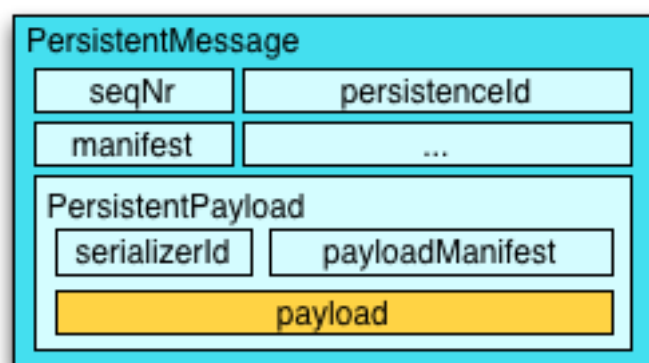 PersistentMessage
seqNr persistenceId
manifest ...
PersistentPayload
serializerId payloadManifest
payload